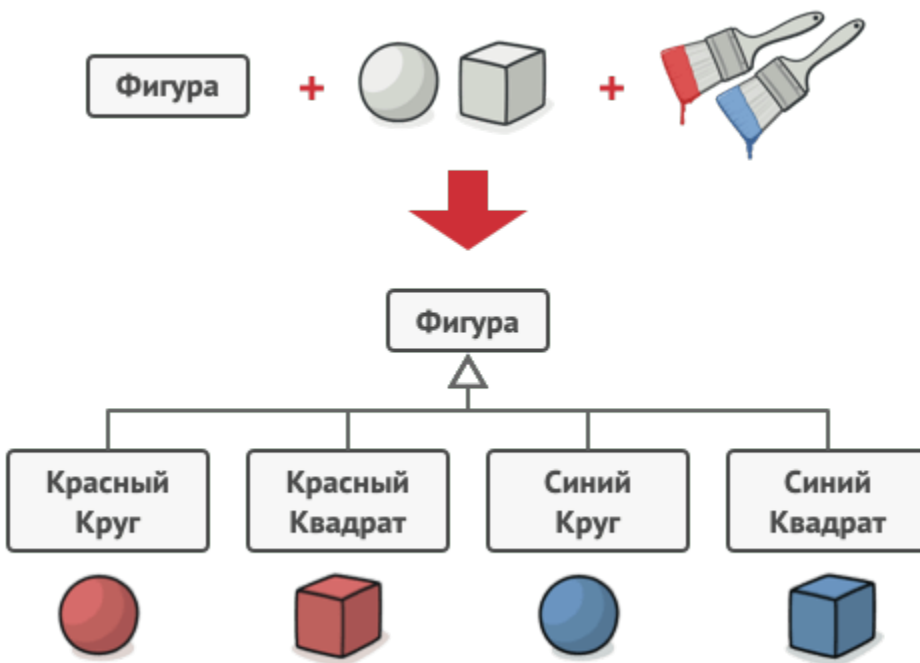 Фигура
+
+
Фигура
Красный
Круг
Красный
Квадрат
Синий
Круг
Синий
Квадрат